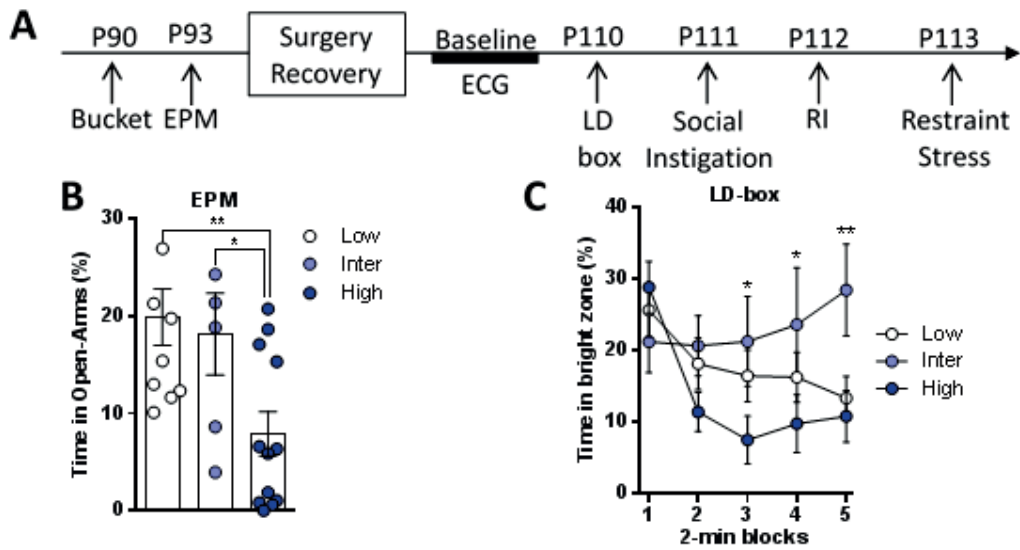 A
P90 P93 Surgery Recovery Baseline P110 P111 P112 P113
Bucket EPM ECG LD box Social Instigation RI Restraint Stress
B
EPM
**
*
Low
Inter
High
Time in Open-Arms (%)
30
20
10
0
C
LD-box
*
*
**
Low
Inter
High
Time in bright zone (%)
40
30
20
10
0
1 2 3 4 5
2-min blocks